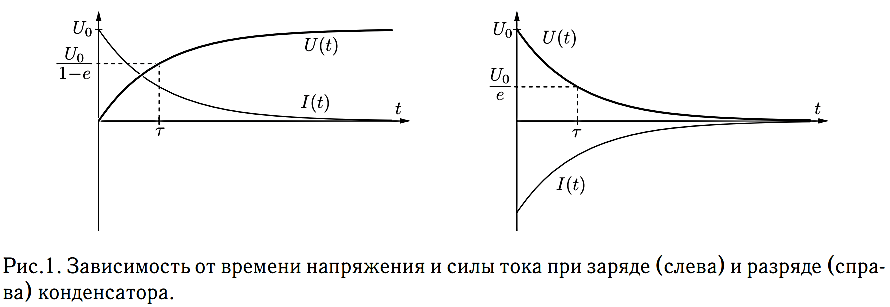 U₀
U(t)
U₀
1−e
I(t)
t
τ
U₀
U(t)
U₀
e
t
τ
I(t)
Рис.1. Зависимость от времени напряжения и силы тока при заряде (слева) и разряде (спра-
ва) конденсатора.